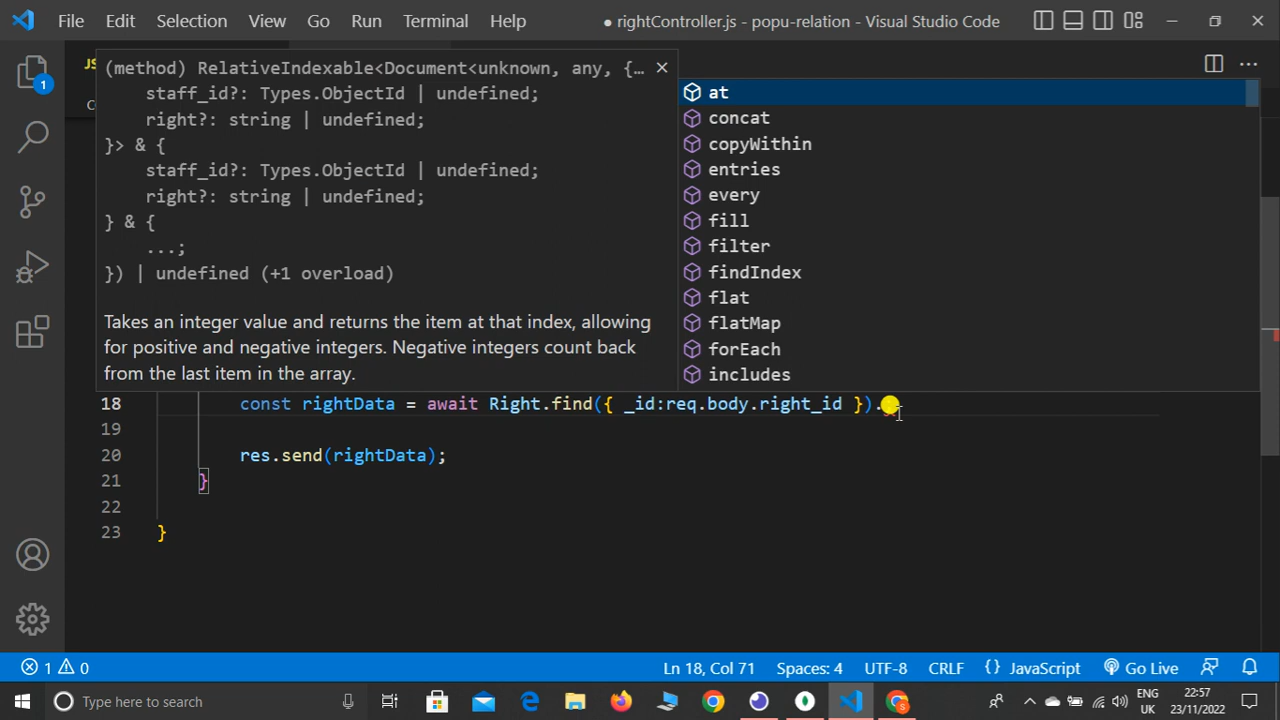 File Edit Selection View Go Run Terminal Help
● rightController.js - popu-relation - Visual Studio Code
1
JS
(method) RelativeIndexable<Document<unknown, any, {…
staff_id?: Types.ObjectId | undefined;
right?: string | undefined;
}> & {
staff_id?: Types.ObjectId | undefined;
right?: string | undefined;
} & {
...;
}) | undefined (+1 overload)
Takes an integer value and returns the item at that index, allowing
for positive and negative integers. Negative integers count back
from the last item in the array.
at
concat
copyWithin
entries
every
fill
filter
findIndex
flat
flatMap
forEach
includes
18 const rightData = await Right.find({ _id:req.body.right_id }).
19
20 res.send(rightData);
21 }
22
23 }
1 0 Ln 18, Col 71 Spaces: 4 UTF-8 CRLF {} JavaScript Go Live
Type here to search
ENG
UK
22:57
23/11/2022